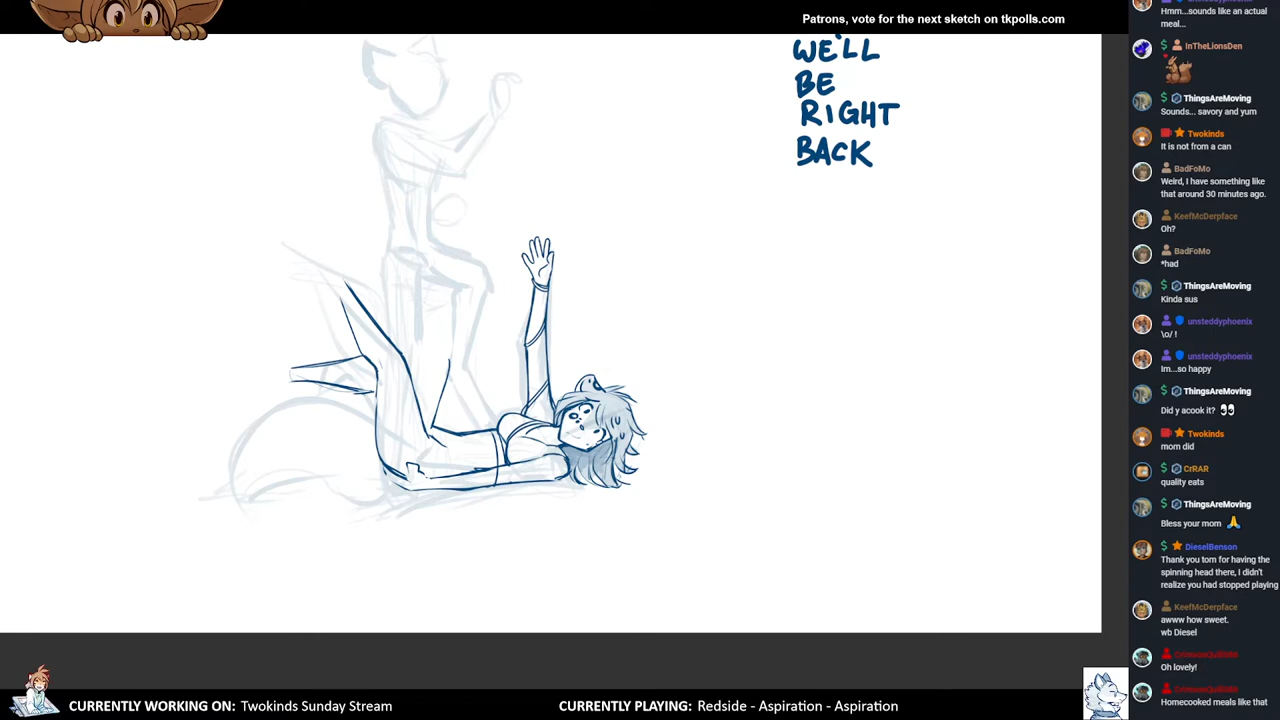 Patrons, vote for the next sketch on tkpolls.com
WE'LL
BE
RIGHT
BACK
Hmm...sounds like an actual
meal...
InTheLionsDen
ThingsAreMoving
Sounds... savory and yum
Twokinds
It is not from a can
BadFoMo
Weird, I have something like
that around 30 minutes ago.
KeefMcDerpface
Oh?
BadFoMo
*had
ThingsAreMoving
Kinda sus
unsteddyphoenix
\o/ !
unsteddyphoenix
Im...so happy
ThingsAreMoving
Did y acook it? 👀
Twokinds
mom did
CrRAR
quality eats
ThingsAreMoving
Bless your mom 🙏
DieselBenson
Thank you tom for having the
spinning head there, I didn't
realize you had stopped playing
KeefMcDerpface
awww how sweet.
wb Diesel
Oh lovely!
Homecooked meals like that
CURRENTLY WORKING ON: Twokinds Sunday Stream
CURRENTLY PLAYING: Redside - Aspiration - Aspiration